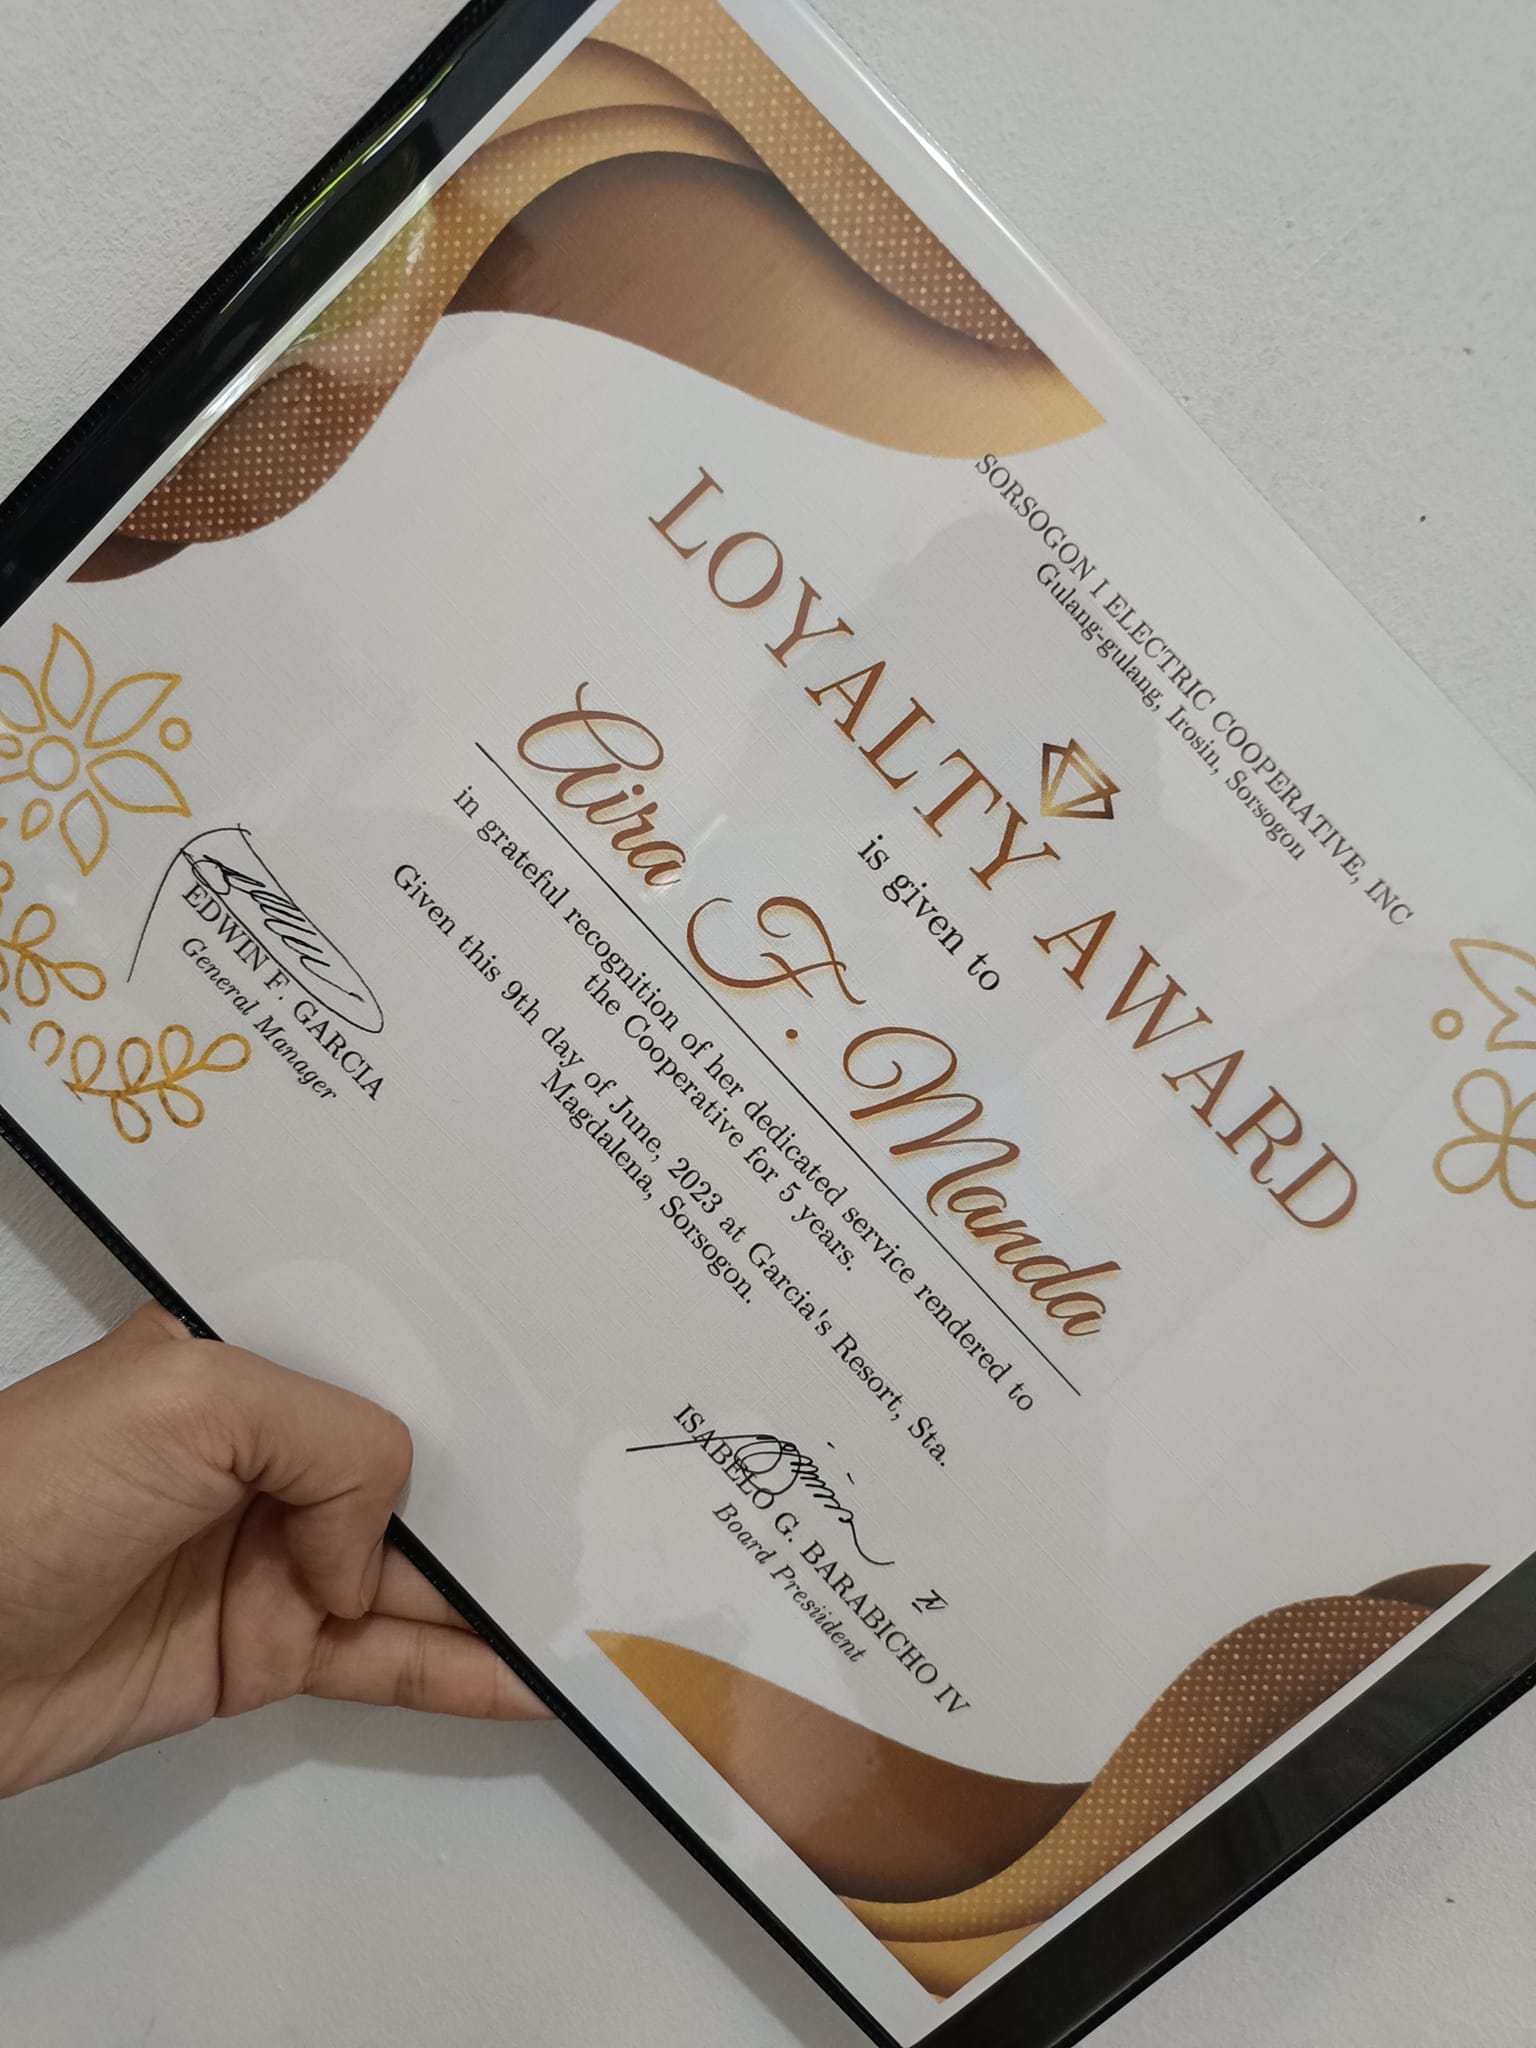 SORSOGON I ELECTRIC COOPERATIVE, INC
Gulang-gulang, Irosin, Sorsogon
LOYALTY AWARD
is given to
Aira F. Manda
in grateful recognition of her dedicated service rendered to
the Cooperative for 5 years.
Given this 9th day of June, 2023 at Garcia's Resort, Sta.
Magdalena, Sorsogon.
EDWIN F. GARCIA
General Manager
ISABELO G. BARABICHO IV
Board Presiident